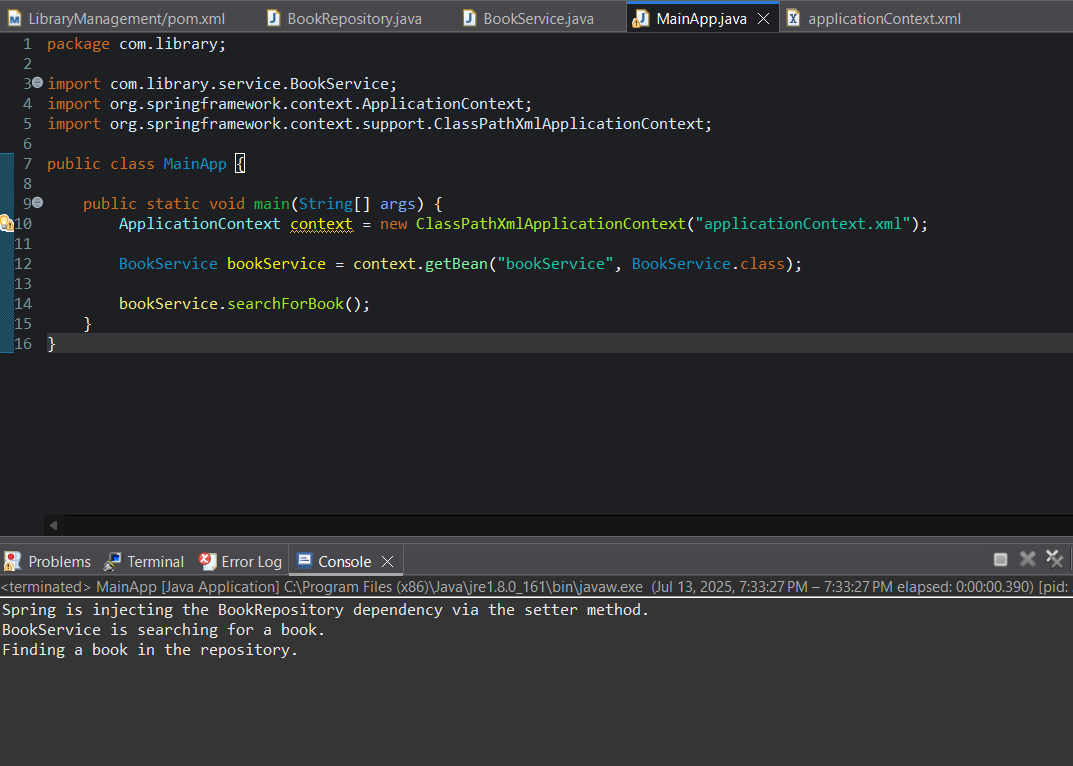 LibraryManagement/pom.xml BookRepository.java BookService.java MainApp.java applicationContext.xml
1 package com.library;
2
3 import com.library.service.BookService;
4 import org.springframework.context.ApplicationContext;
5 import org.springframework.context.support.ClassPathXmlApplicationContext;
6
7 public class MainApp {
8
9 public static void main(String[] args) {
10 ApplicationContext context = new ClassPathXmlApplicationContext("applicationContext.xml");
11
12 BookService bookService = context.getBean("bookService", BookService.class);
13
14 bookService.searchForBook();
15 }
16 }
Problems Terminal Error Log Console
<terminated> MainApp [Java Application] C:\Program Files (x86)\Java\jre1.8.0_161\bin\javaw.exe (Jul 13, 2025, 7:33:27 PM – 7:33:27 PM elapsed: 0:00:00.390) [pid:
Spring is injecting the BookRepository dependency via the setter method.
BookService is searching for a book.
Finding a book in the repository.